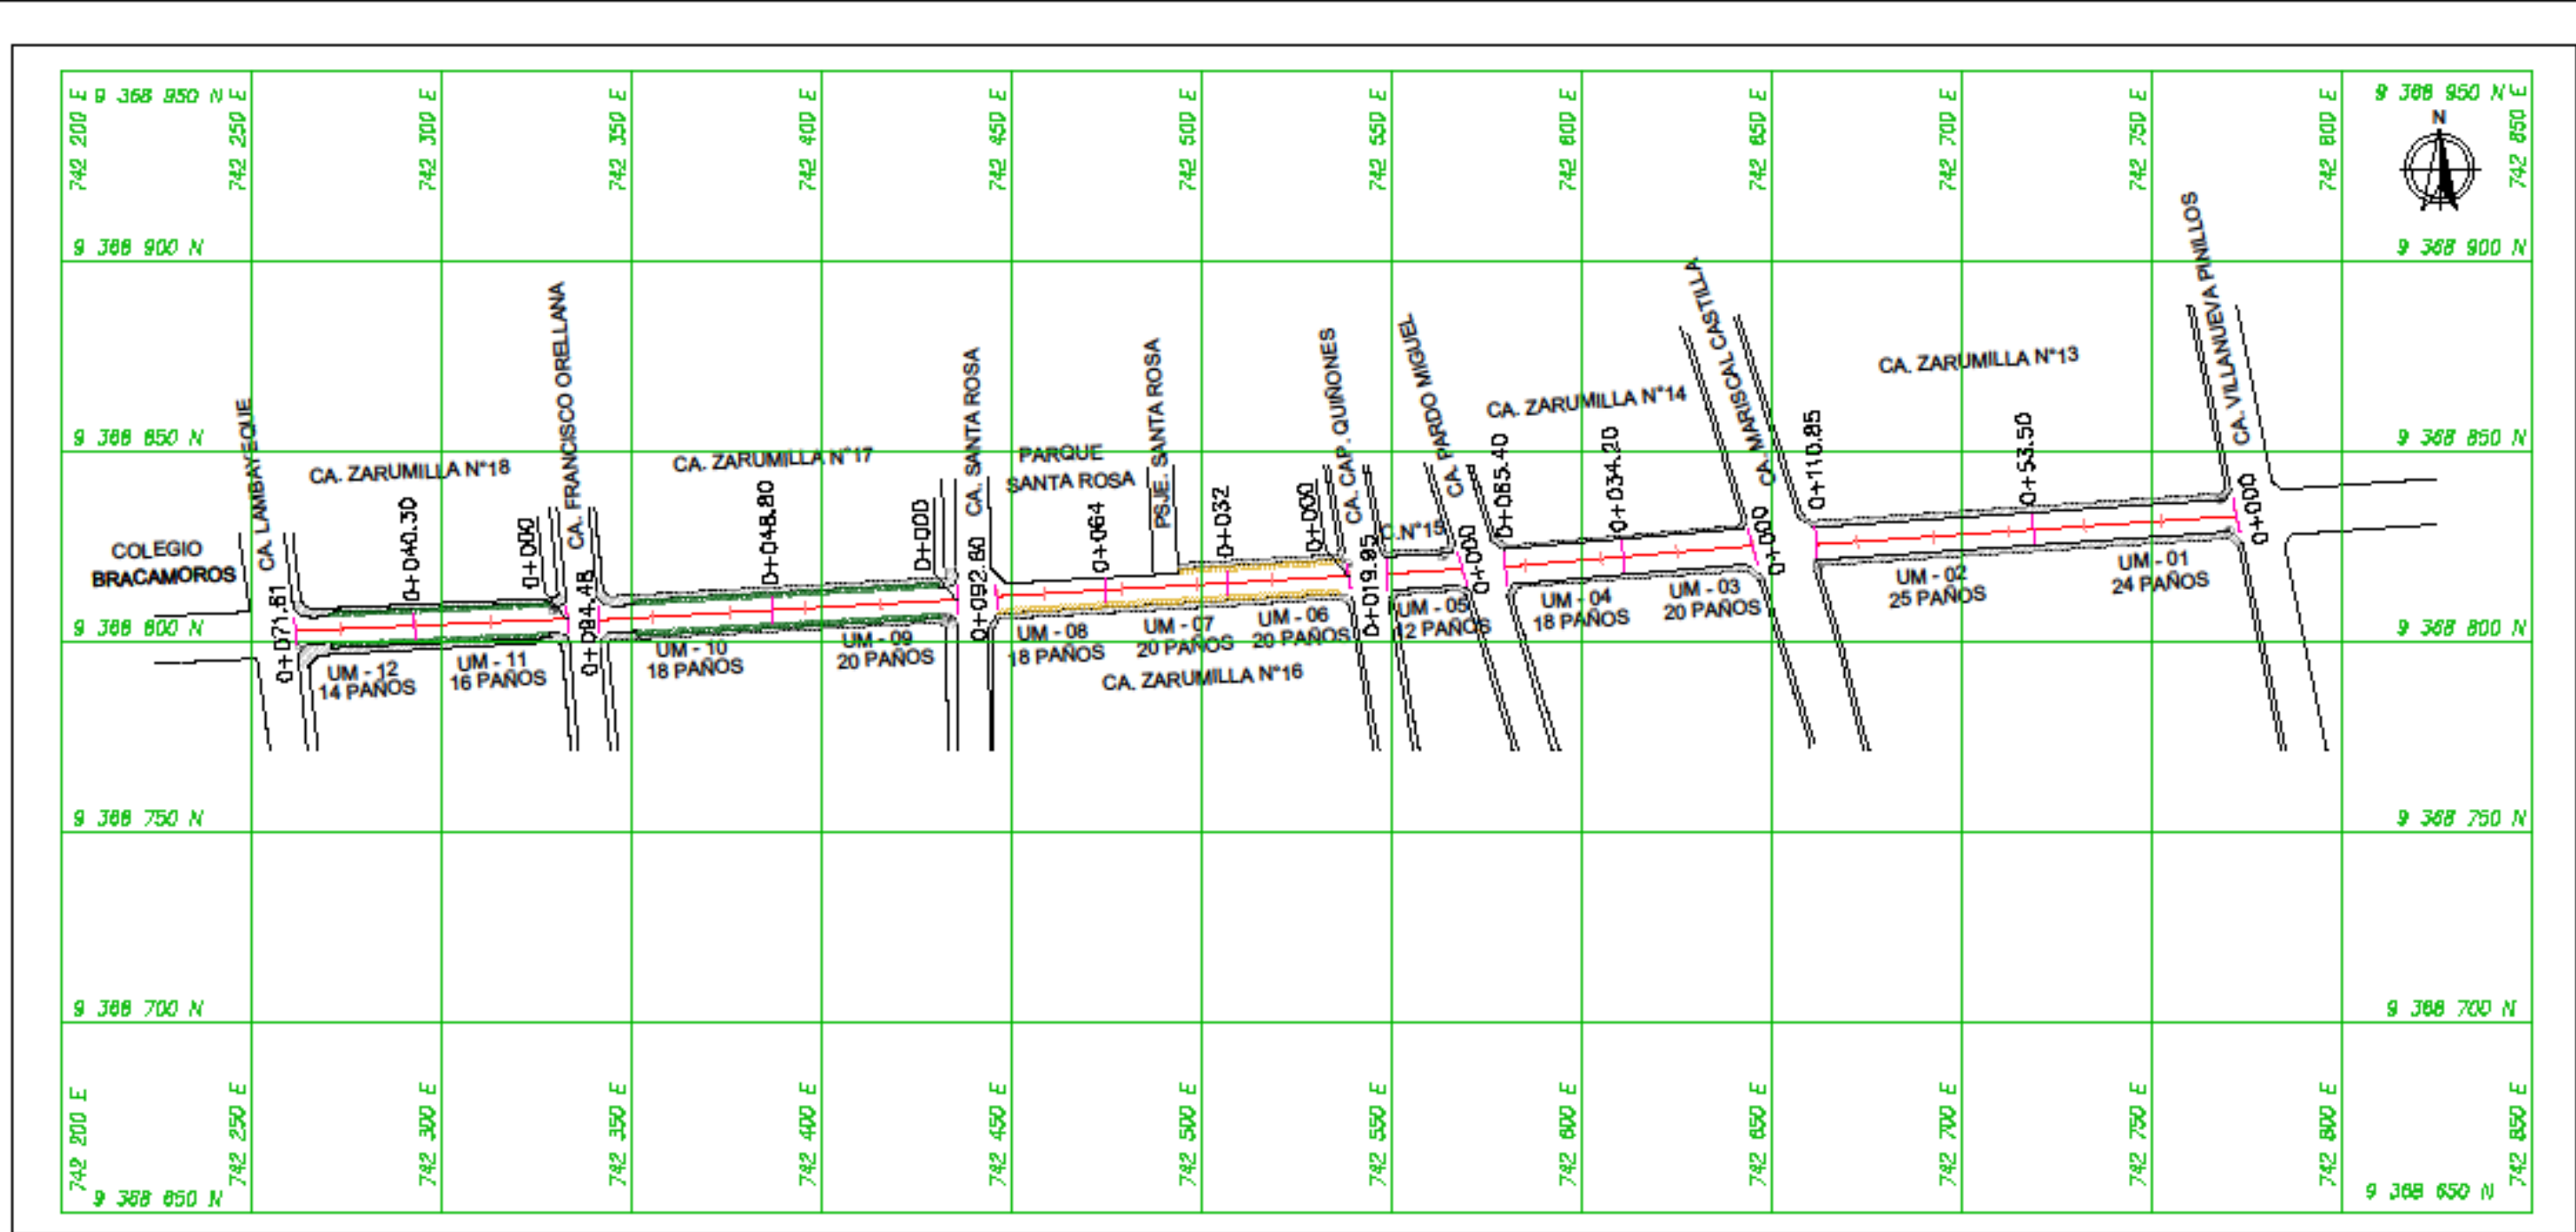 9 368 950 N
9 368 950 N
742 200 E
742 250 E
742 300 E
742 350 E
742 400 E
742 450 E
742 500 E
742 550 E
742 600 E
742 650 E
742 700 E
742 750 E
742 800 E
742 850 E
N
9 368 900 N
9 368 900 N
9 368 850 N
9 368 850 N
CA. LAMBAYEQUE
CA. FRANCISCO ORELLANA
CA. SANTA ROSA
PSJE. SANTA ROSA
CA. CAP. QUIÑONES
CA. PARDO MIGUEL
CA. MARISCAL CASTILLA
CA. VILLANUEVA PINILLOS
CA. ZARUMILLA N°18
CA. ZARUMILLA N°17
PARQUE
SANTA ROSA
C.N°15
CA. ZARUMILLA N°14
CA. ZARUMILLA N°13
COLEGIO
BRACAMOROS
0+071.81
0+040.30
0+000
0+084.48
0+048.80
0+000
0+092.60
0+064
0+032
0+000
0+019.95
0+000
0+065.40
0+034.20
0+000
0+110.85
0+53.50
0+000
9 368 800 N
9 368 800 N
UM - 12
14 PAÑOS
UM - 11
16 PAÑOS
UM - 10
18 PAÑOS
UM - 09
20 PAÑOS
UM - 08
18 PAÑOS
UM - 07
20 PAÑOS
UM - 06
20 PAÑOS
UM - 05
12 PAÑOS
UM - 04
18 PAÑOS
UM - 03
20 PAÑOS
UM - 02
25 PAÑOS
UM - 01
24 PAÑOS
CA. ZARUMILLA N°16
9 368 750 N
9 368 750 N
9 368 700 N
9 368 700 N
742 200 E
742 250 E
742 300 E
742 350 E
742 400 E
742 450 E
742 500 E
742 550 E
742 600 E
742 650 E
742 700 E
742 750 E
742 800 E
742 850 E
9 368 650 N
9 368 650 N